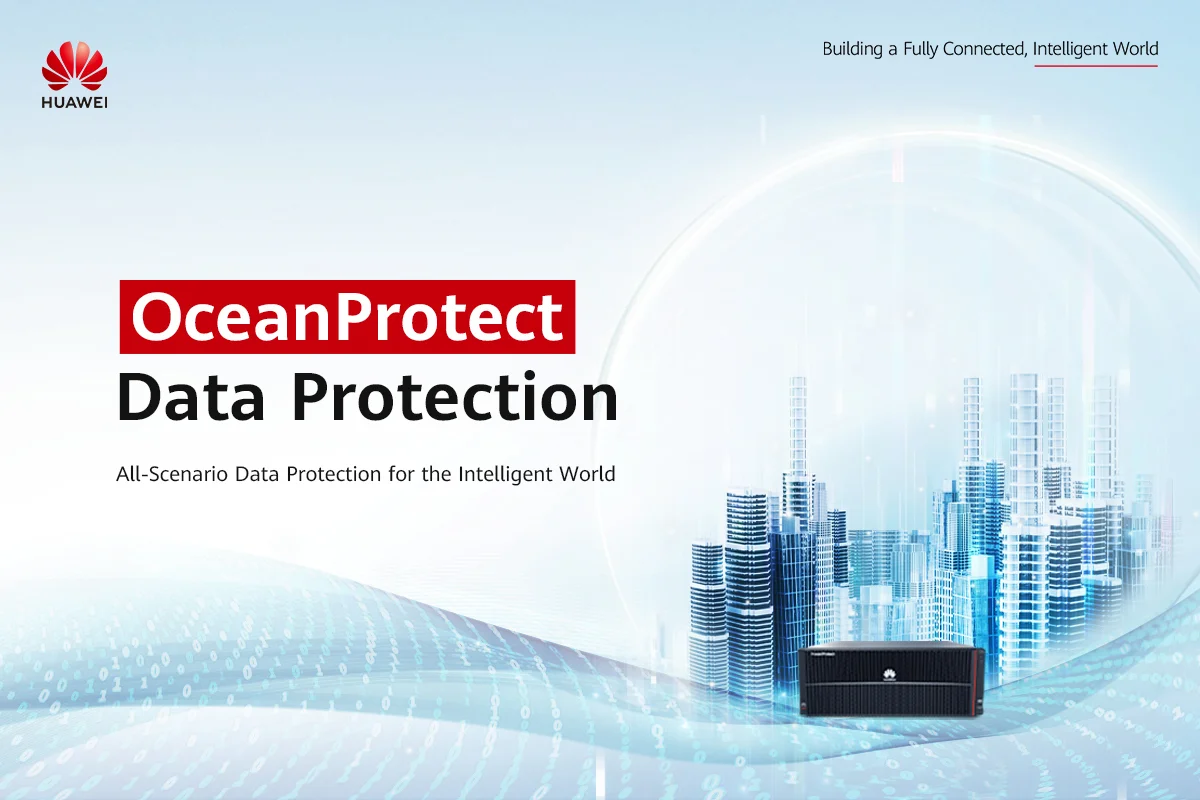 HUAWEI
Building a Fully Connected, Intelligent World
OceanProtect
Data Protection
All-Scenario Data Protection for the Intelligent World